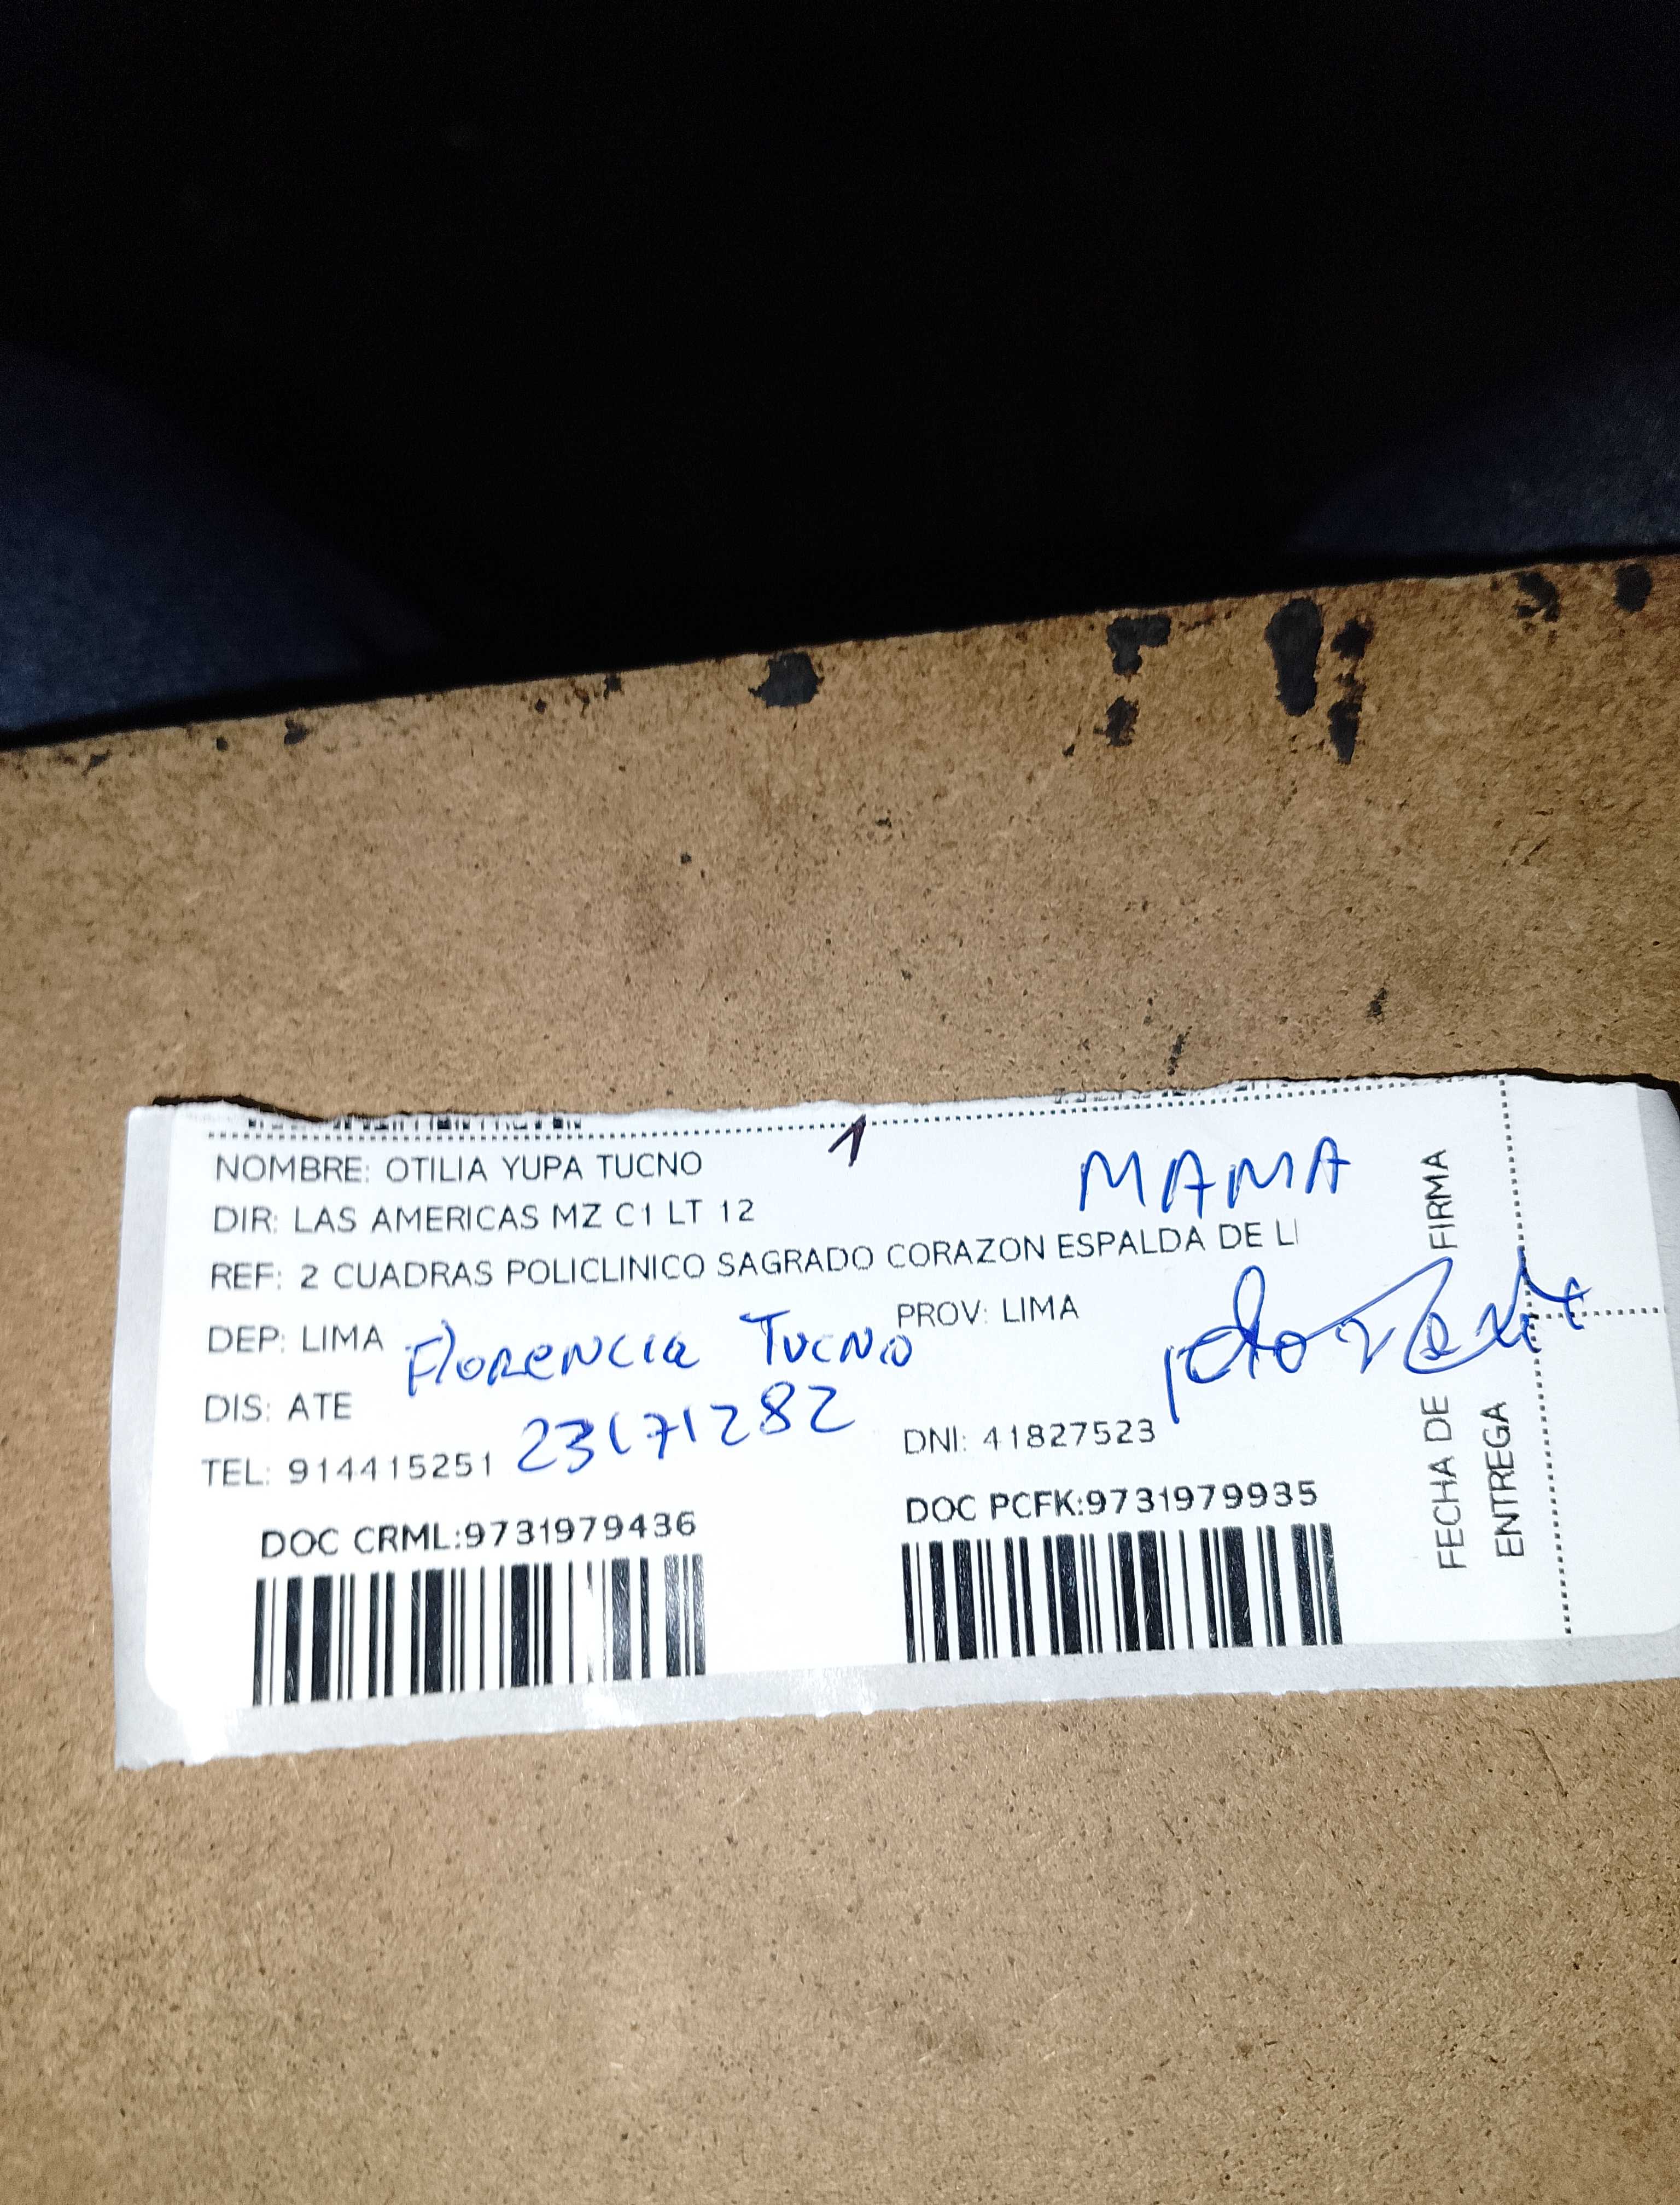 1
NOMBRE: OTILIA YUPA TUCNO
MAMA
DIR: LAS AMERICAS MZ C1 LT 12
REF: 2 CUADRAS POLICLINICO SAGRADO CORAZON ESPALDA DE LI
DEP: LIMA
PROV: LIMA
Florencia Tucno
DIS: ATE
TEL: 914415251
23171282
DNI: 41827523
DOC CRML:9731979436
DOC PCFK:9731979935
FIRMA
FECHA DE
ENTREGA